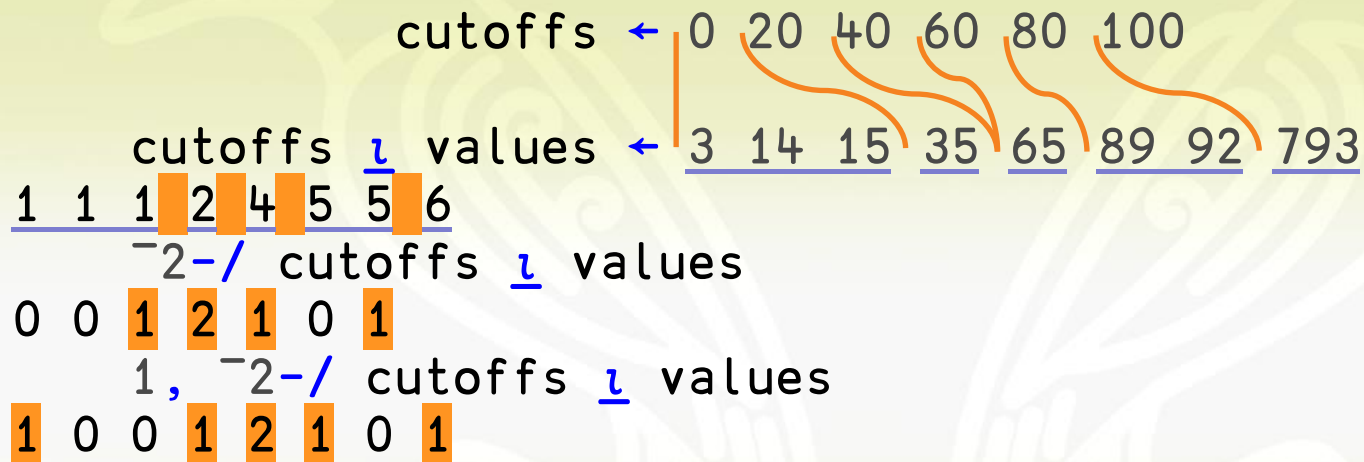 cutoffs ← 0 20 40 60 80 100
cutoffs ⍸ values ← 3 14 15 35 65 89 92 793
1 1 1 2 4 5 5 6
¯2-/ cutoffs ⍸ values
0 0 1 2 1 0 1
1, ¯2-/ cutoffs ⍸ values
1 0 0 1 2 1 0 1